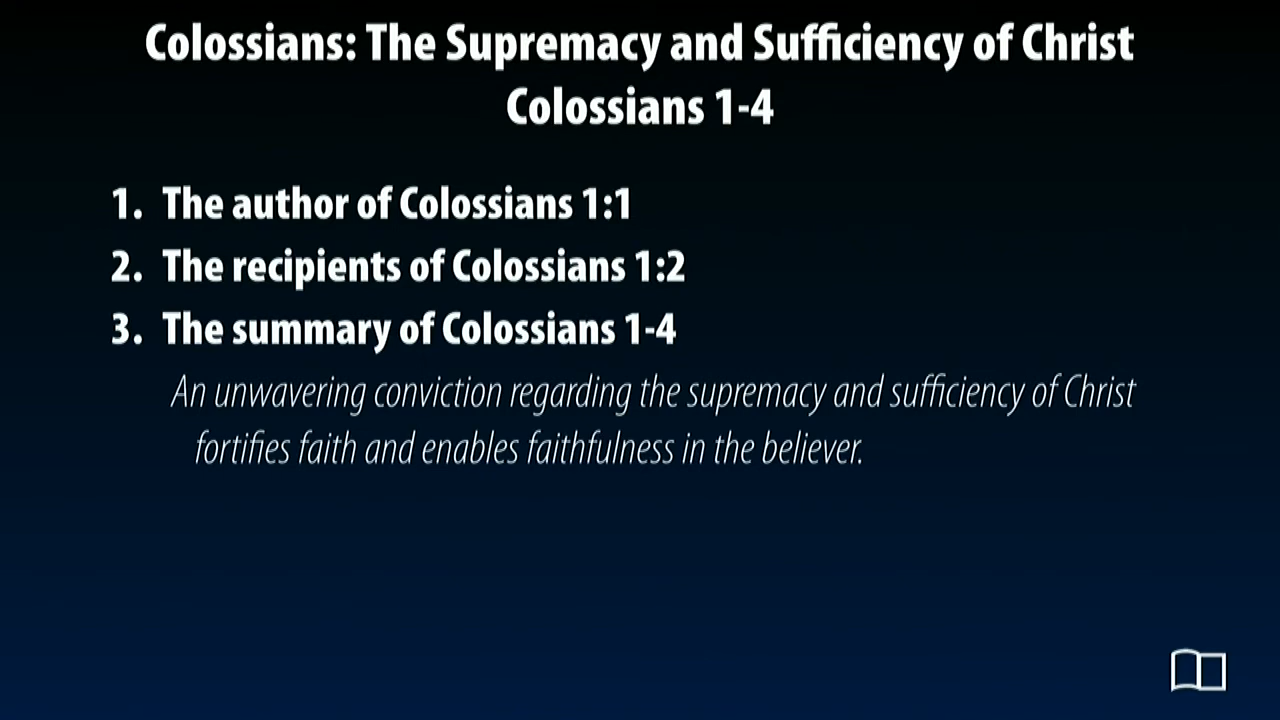 Colossians: The Supremacy and Sufficiency of Christ
Colossians 1-4
1. The author of Colossians 1:1
2. The recipients of Colossians 1:2
3. The summary of Colossians 1-4
An unwavering conviction regarding the supremacy and sufficiency of Christ
fortifies faith and enables faithfulness in the believer.